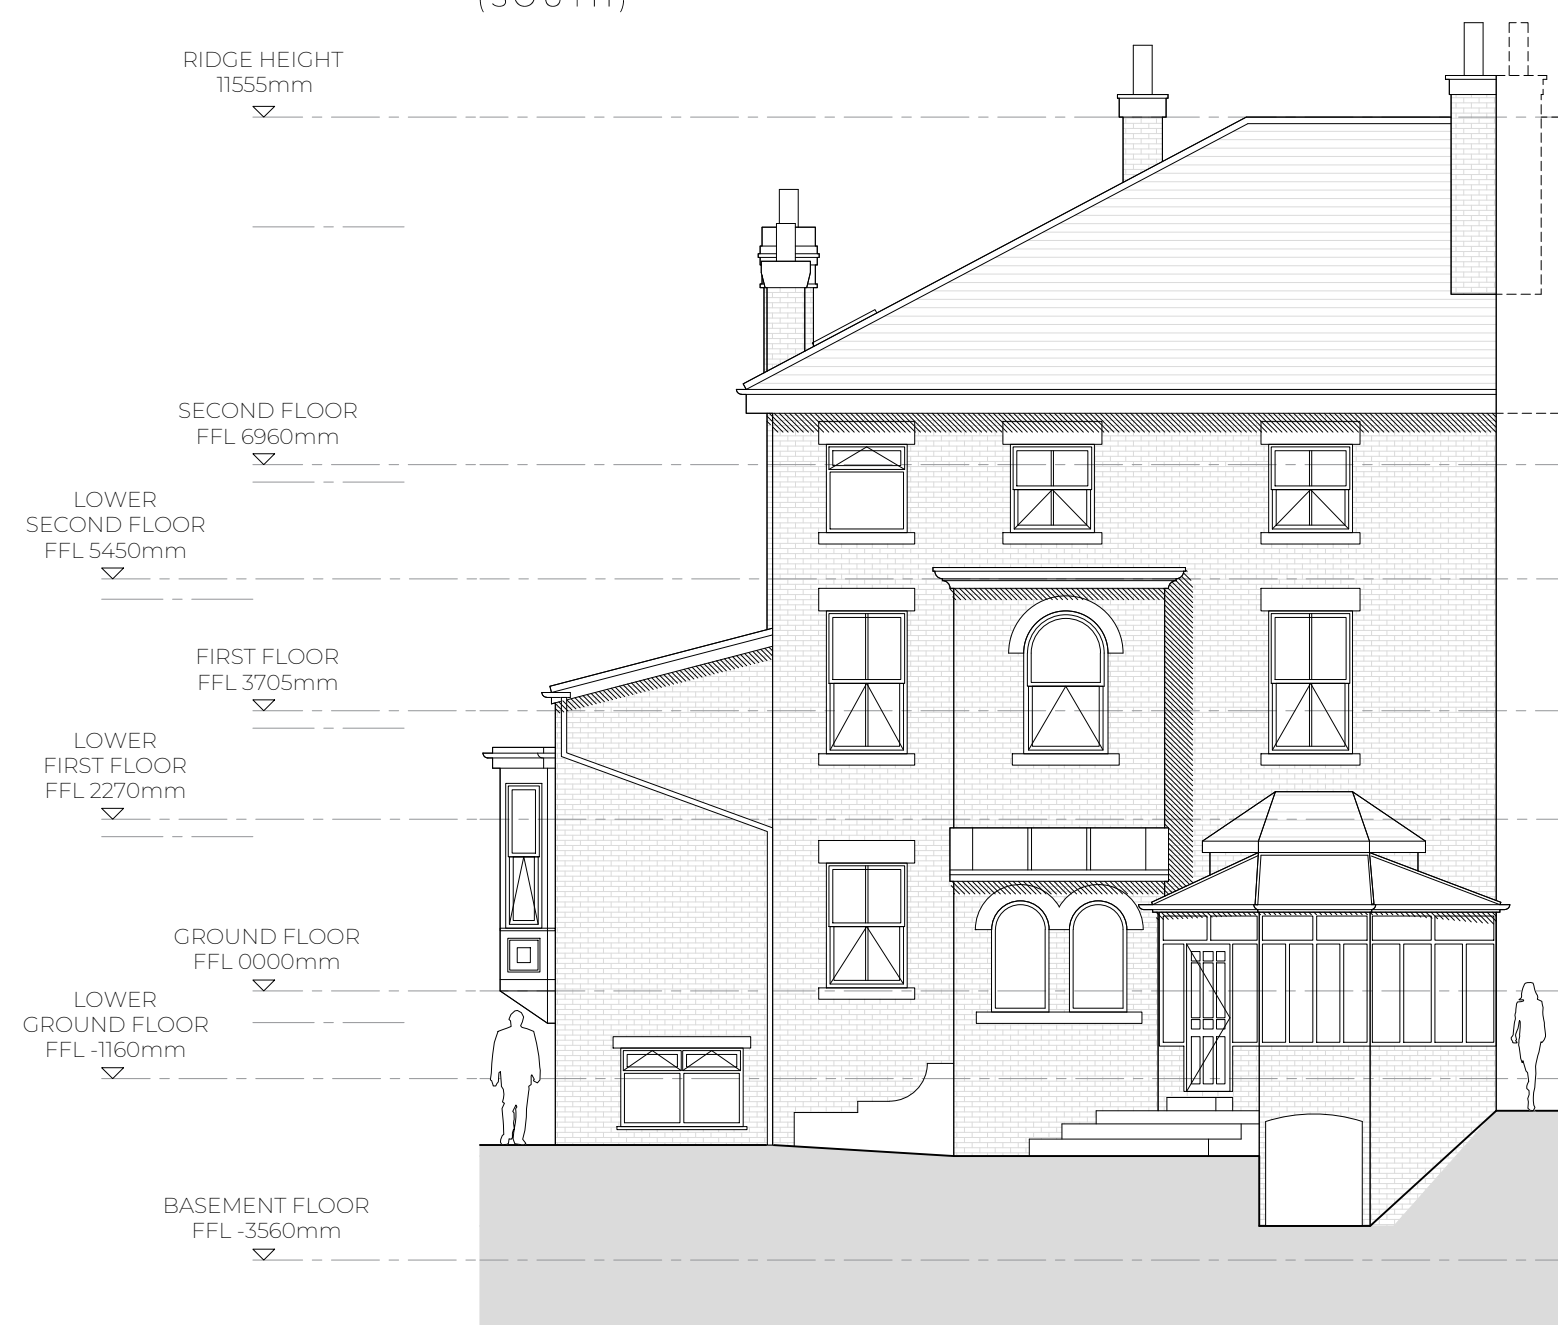 (SOUTH)
RIDGE HEIGHT
11555mm
SECOND FLOOR
FFL 6960mm
LOWER
SECOND FLOOR
FFL 5450mm
FIRST FLOOR
FFL 3705mm
LOWER
FIRST FLOOR
FFL 2270mm
GROUND FLOOR
FFL 0000mm
LOWER
GROUND FLOOR
FFL -1160mm
BASEMENT FLOOR
FFL -3560mm